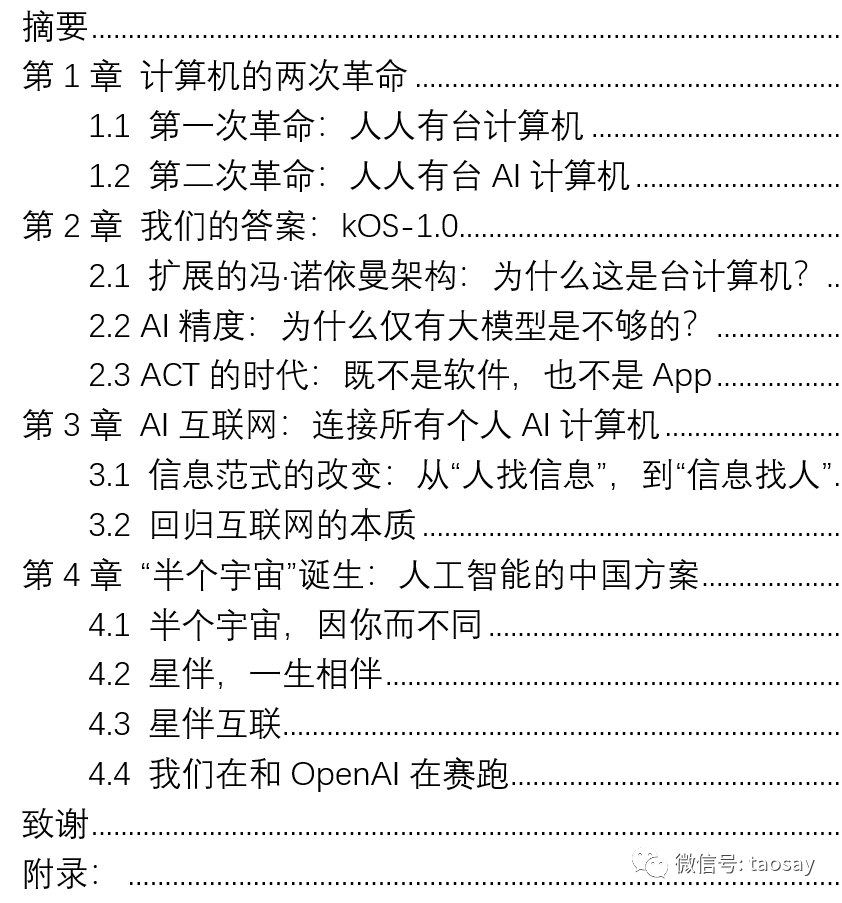 摘要
第 1 章 计算机的两次革命
1.1 第一次革命：人人有台计算机
1.2 第二次革命：人人有台 AI 计算机
第 2 章 我们的答案：kOS-1.0
2.1 扩展的冯·诺依曼架构：为什么这是台计算机？
2.2 AI 精度：为什么仅有大模型是不够的？
2.3 ACT 的时代：既不是软件，也不是 App
第 3 章 AI 互联网：连接所有个人 AI 计算机
3.1 信息范式的改变：从“人找信息”，到“信息找人”
3.2 回归互联网的本质
第 4 章 “半个宇宙”诞生：人工智能的中国方案
4.1 半个宇宙，因你而不同
4.2 星伴，一生相伴
4.3 星伴互联
4.4 我们在和 OpenAI 在赛跑
致谢
附录：
微信号: taosay